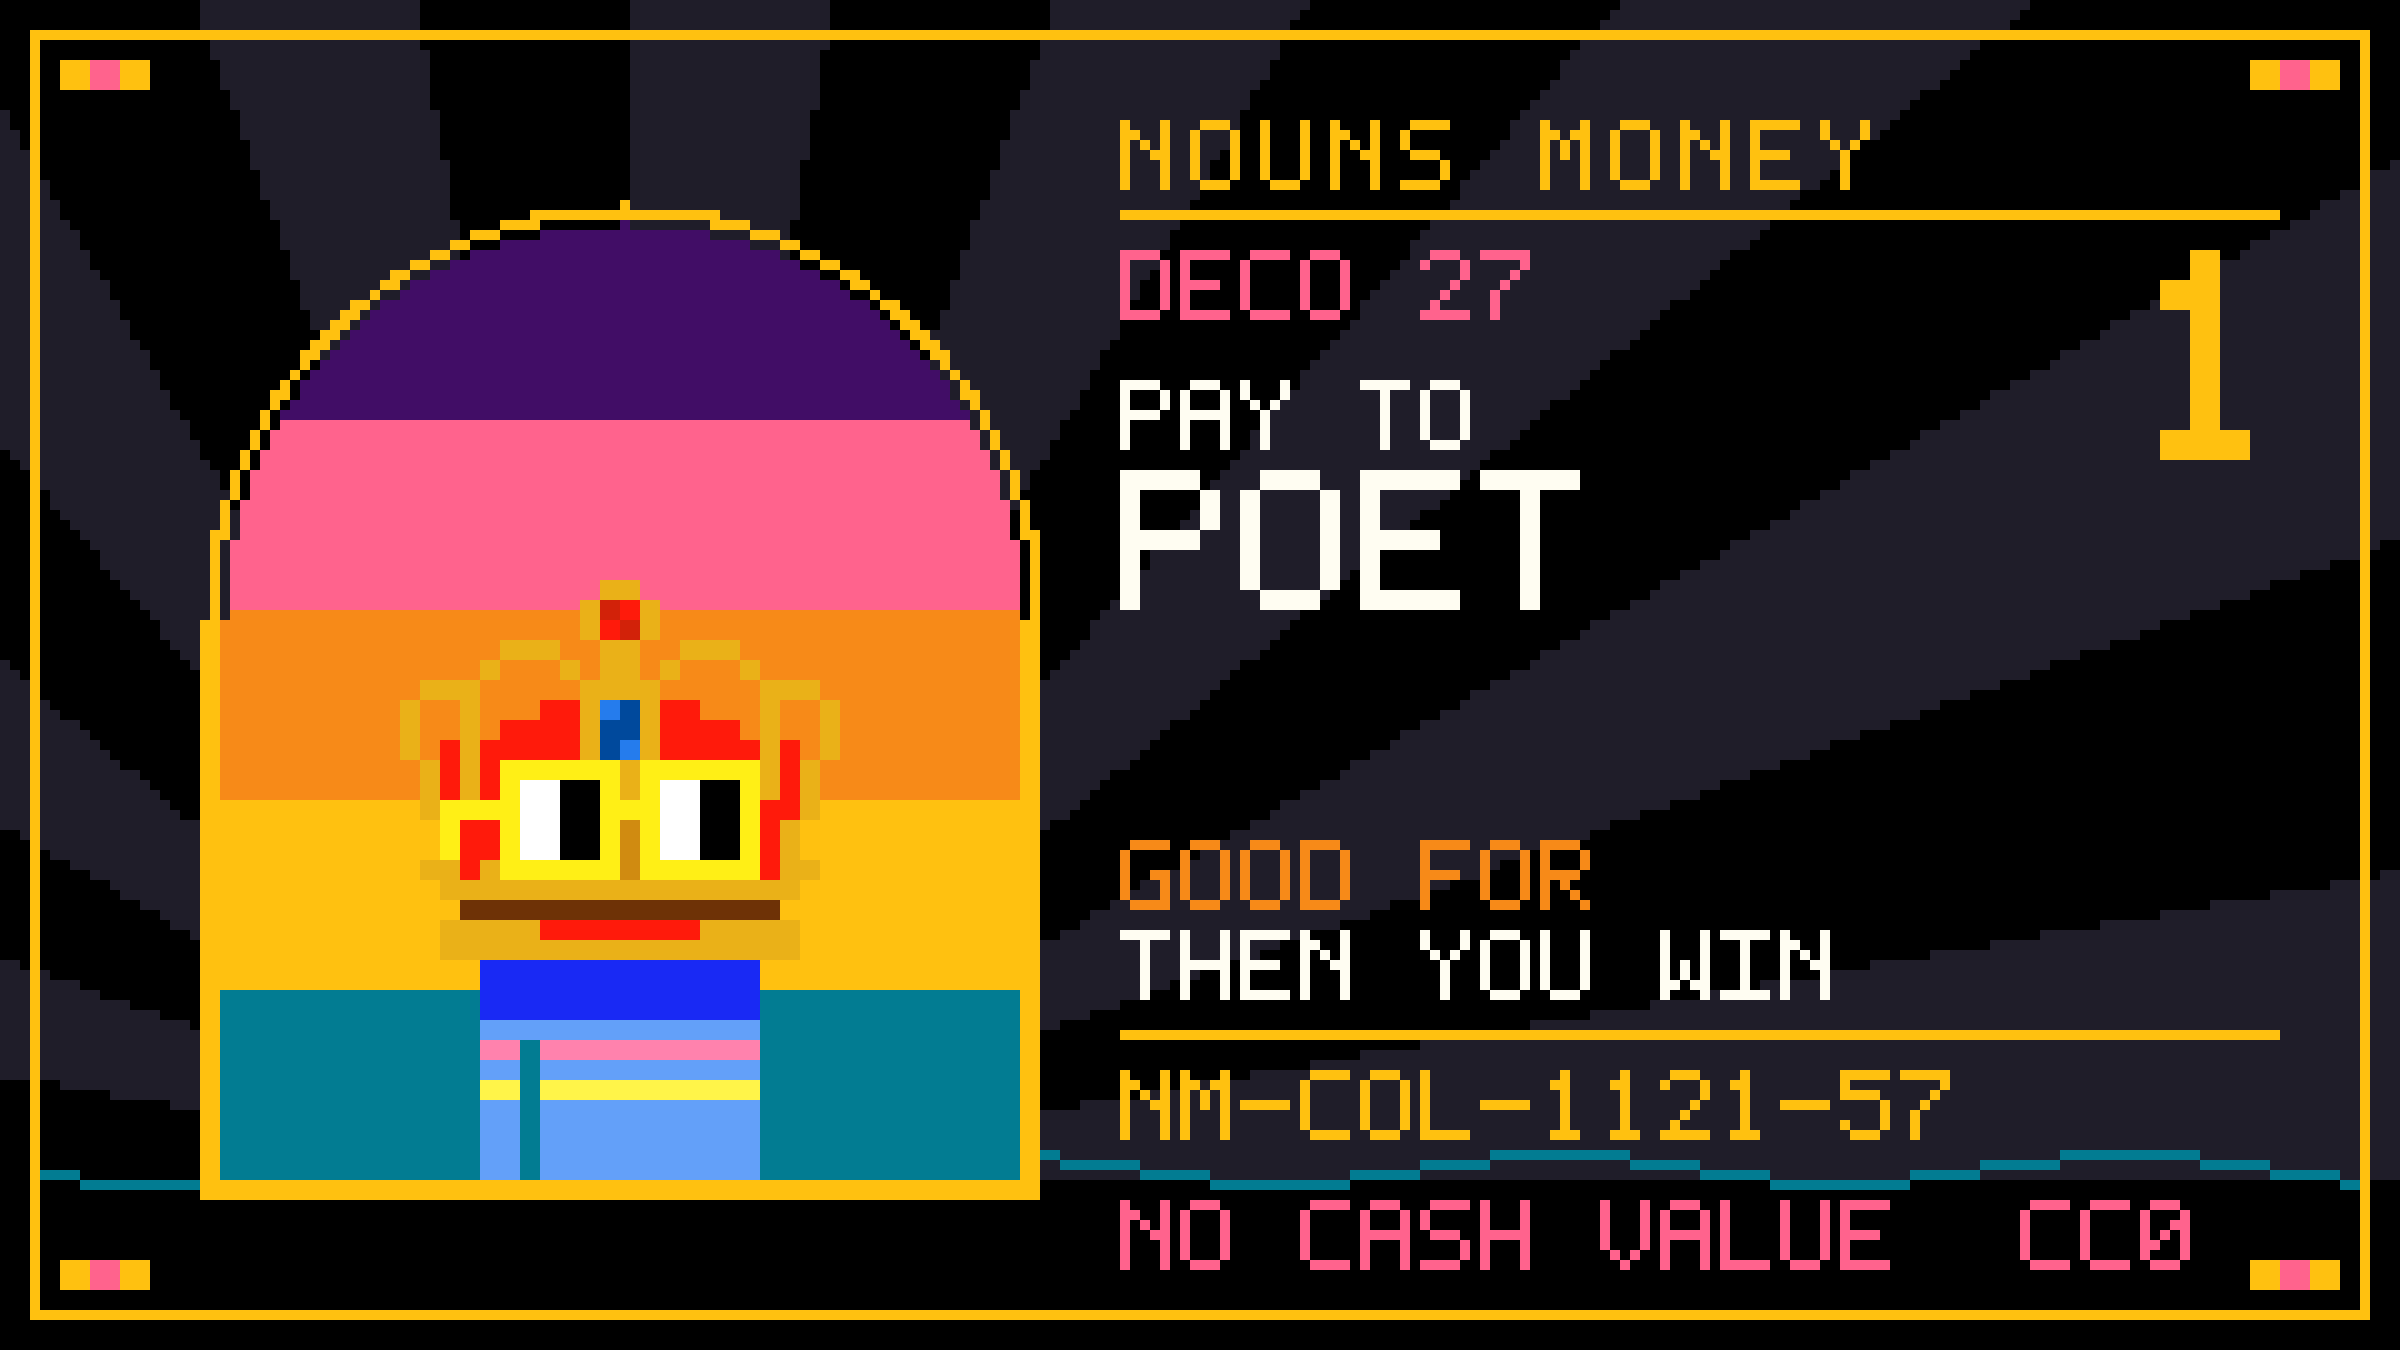 NOUNS MONEY
DECO 27
1
PAY TO
POET
GOOD FOR
THEN YOU WIN
NM-COL-1121-57
NO CASH VALUE CC0